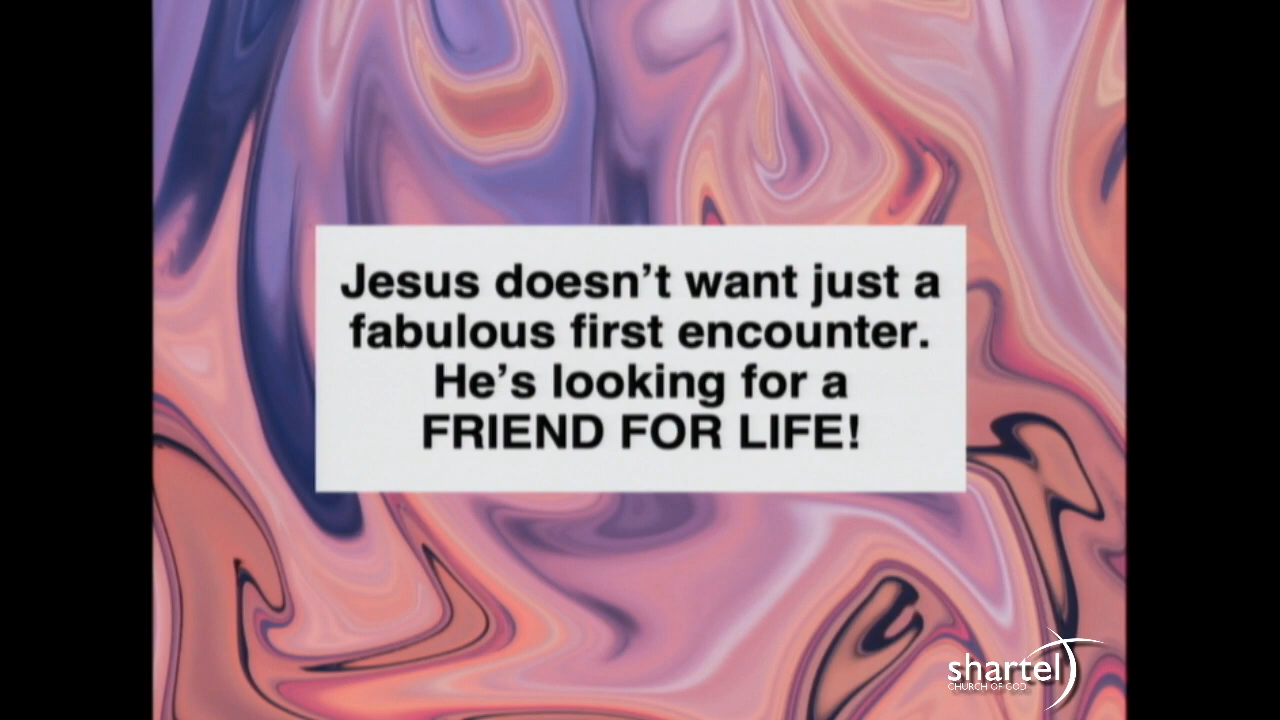 Jesus doesn’t want just a
fabulous first encounter.
He’s looking for a
FRIEND FOR LIFE!
shartel
CHURCH OF GOD